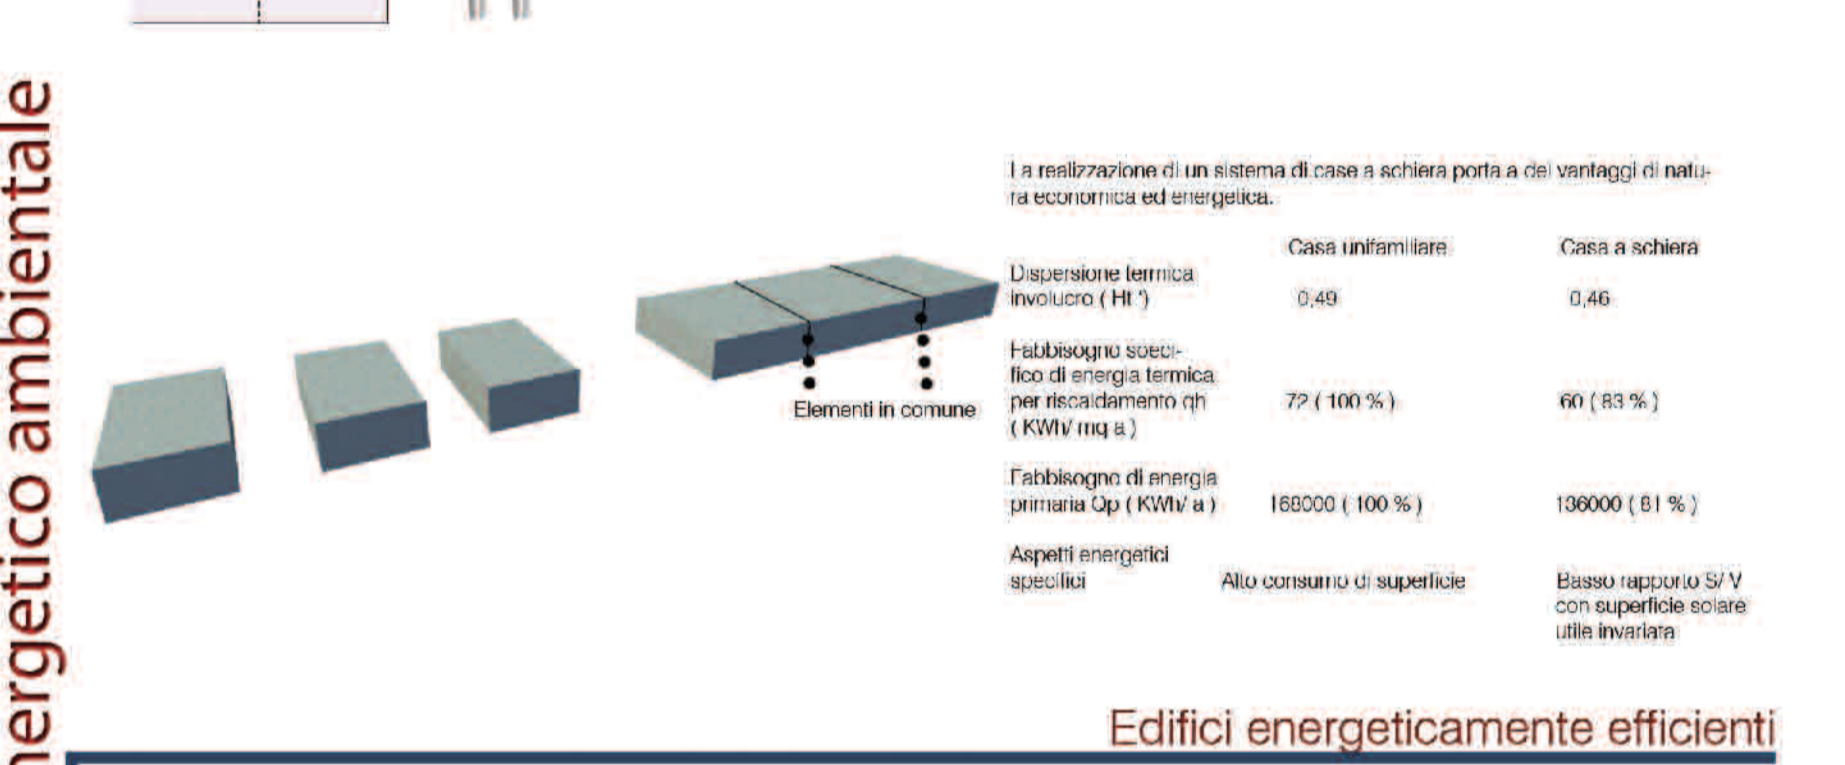 nergetico ambientale
La realizzazione di un sistema di case a schiera porta a dei vantaggi di natu-
ra economica ed energetica.
Casa unifamiliare Casa a schiera
Dispersione termica
involucro ( Ht ') 0,49 0,46
Fabbisogno speci-
fico di energia termica
per riscaldamento qh 72 ( 100 % ) 60 ( 83 % )
( KWh/ mq a )
Fabbisogno di energia
primaria Qp ( KWh/ a ) 168000 ( 100 % ) 136000 ( 81 % )
Aspetti energetici
specifici Alto consumo di superficie Basso rapporto S/ V
con superficie solare
utile invariata
Elementi in comune
Edifici energeticamente efficienti